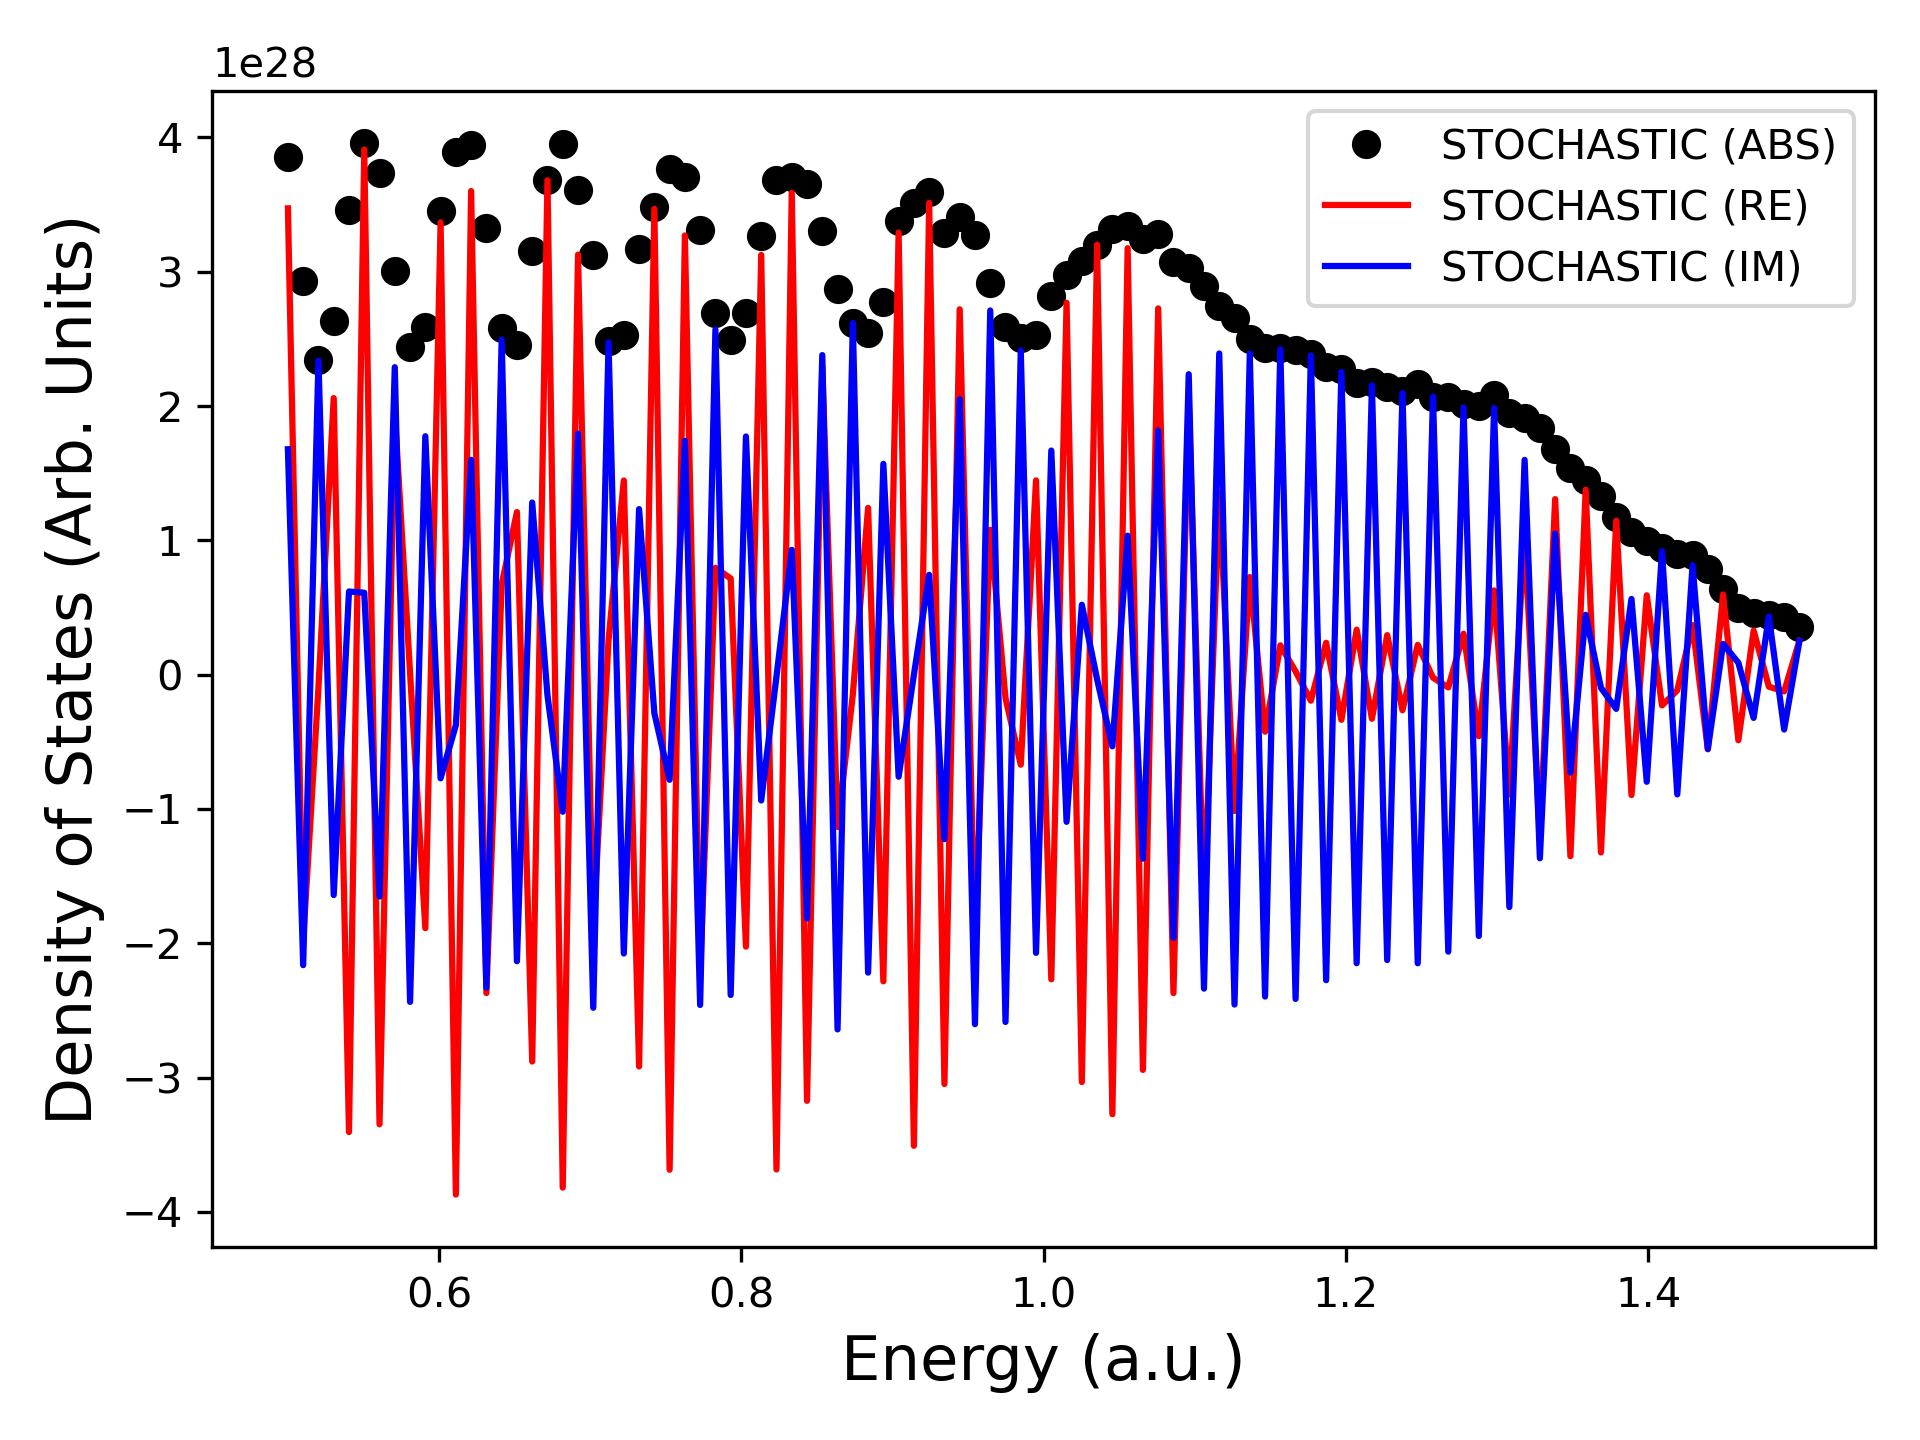 1e28
4
3
2
1
0
−1
−2
−3
−4
Density of States (Arb. Units)
STOCHASTIC (ABS)
STOCHASTIC (RE)
STOCHASTIC (IM)
0.6 0.8 1.0 1.2 1.4
Energy (a.u.)